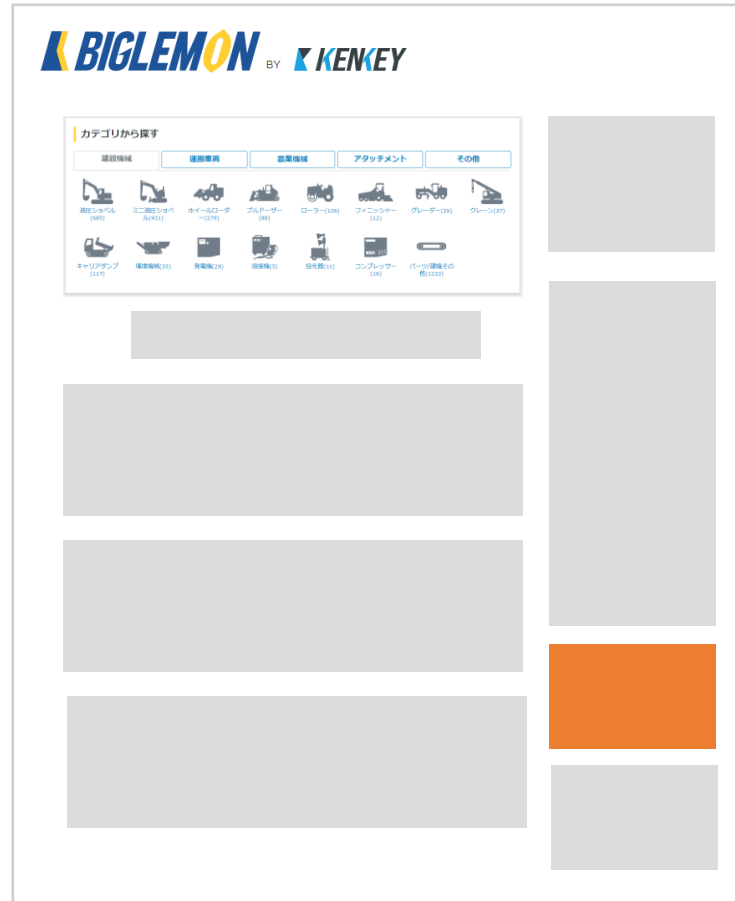 BIGLEMON BY KENKEY
カテゴリから探す
建設機械 運搬車両 農業機械 アタッチメント その他
油圧ショベル ミニ油圧ショベ ホイールローダ ブルドーザー ローラー(136) フィニッシャー グレーダー(29) クレーン(37)
(685) ル(431) ー(279) (88) (12)
キャリアダンプ 環境機械(35) 発電機(29) 溶接機(5) 投光器(11) コンプレッサー パーツ/建機その
(117) (16) 他(1233)